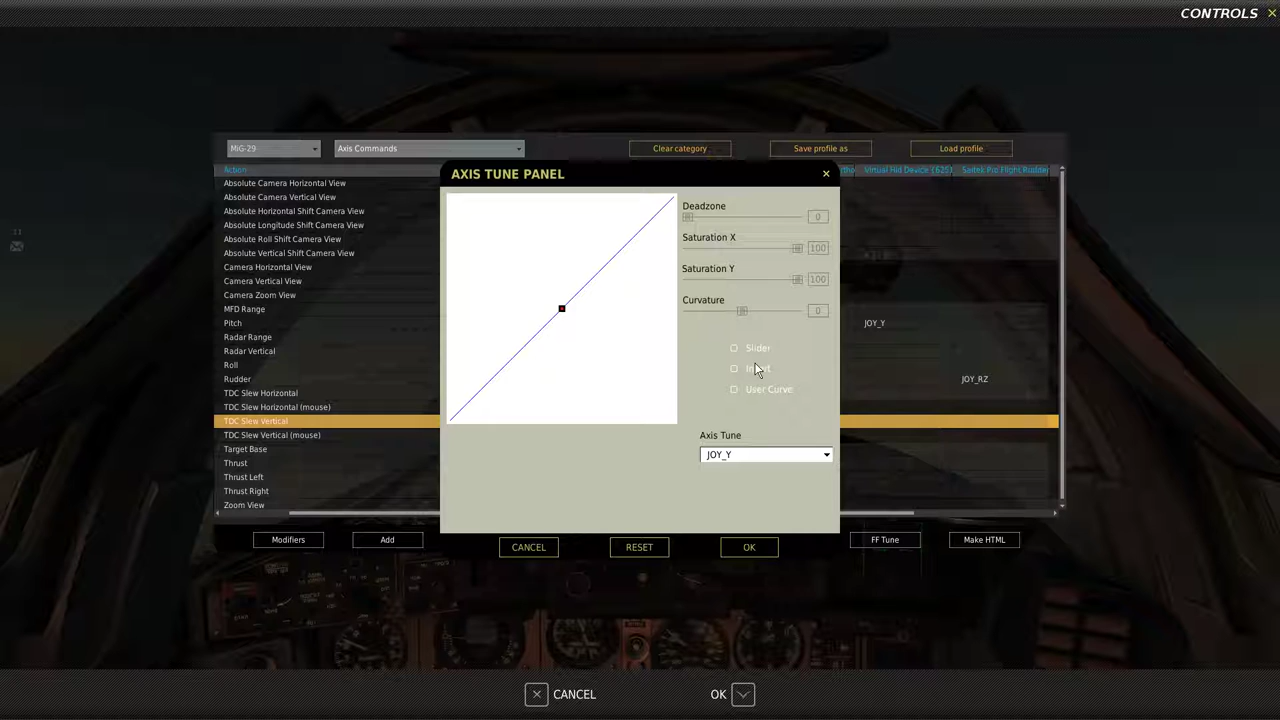 CONTROLS ×
MiG-29
Axis Commands
Clear category
Save profile as
Load profile
Action
Virtual Hid Device {6251
Saitek Pro Flight Rudder
Absolute Camera Horizontal View
Absolute Camera Vertical View
Absolute Horizontal Shift Camera View
Absolute Longitude Shift Camera View
Absolute Roll Shift Camera View
Absolute Vertical Shift Camera View
Camera Horizontal View
Camera Vertical View
Camera Zoom View
MFD Range
Pitch JOY_Y
Radar Range
Radar Vertical
Roll
Rudder JOY_RZ
TDC Slew Horizontal
TDC Slew Horizontal (mouse)
TDC Slew Vertical
TDC Slew Vertical (mouse)
Target Base
Thrust
Thrust Left
Thrust Right
Zoom View
AXIS TUNE PANEL ×
Deadzone
0
Saturation X
100
Saturation Y
100
Curvature
0
Slider
Invert
User Curve
Axis Tune
JOY_Y
CANCEL
RESET
OK
Modifiers
Add
FF Tune
Make HTML
CANCEL
OK
11